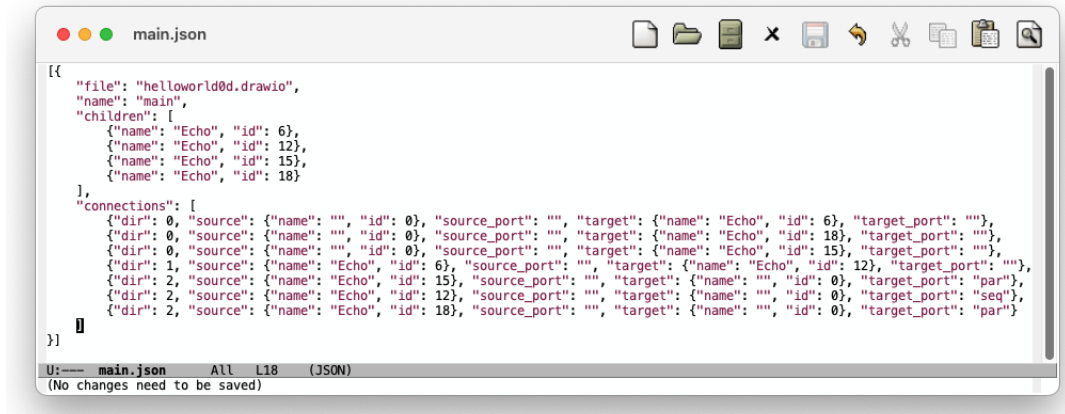 main.json
[{
    "file": "helloworld0d.drawio",
    "name": "main",
    "children": [
        {"name": "Echo", "id": 6},
        {"name": "Echo", "id": 12},
        {"name": "Echo", "id": 15},
        {"name": "Echo", "id": 18}
    ],
    "connections": [
        {"dir": 0, "source": {"name": "", "id": 0}, "source_port": "", "target": {"name": "Echo", "id": 6}, "target_port": ""},
        {"dir": 0, "source": {"name": "", "id": 0}, "source_port": "", "target": {"name": "Echo", "id": 18}, "target_port": ""},
        {"dir": 0, "source": {"name": "", "id": 0}, "source_port": "", "target": {"name": "Echo", "id": 15}, "target_port": ""},
        {"dir": 1, "source": {"name": "Echo", "id": 6}, "source_port": "", "target": {"name": "Echo", "id": 12}, "target_port": ""},
        {"dir": 2, "source": {"name": "Echo", "id": 15}, "source_port": "", "target": {"name": "", "id": 0}, "target_port": "par"},
        {"dir": 2, "source": {"name": "Echo", "id": 12}, "source_port": "", "target": {"name": "", "id": 0}, "target_port": "seq"},
        {"dir": 2, "source": {"name": "Echo", "id": 18}, "source_port": "", "target": {"name": "", "id": 0}, "target_port": "par"}
    ]
}]
U:--- main.json All L18 (JSON)
(No changes need to be saved)